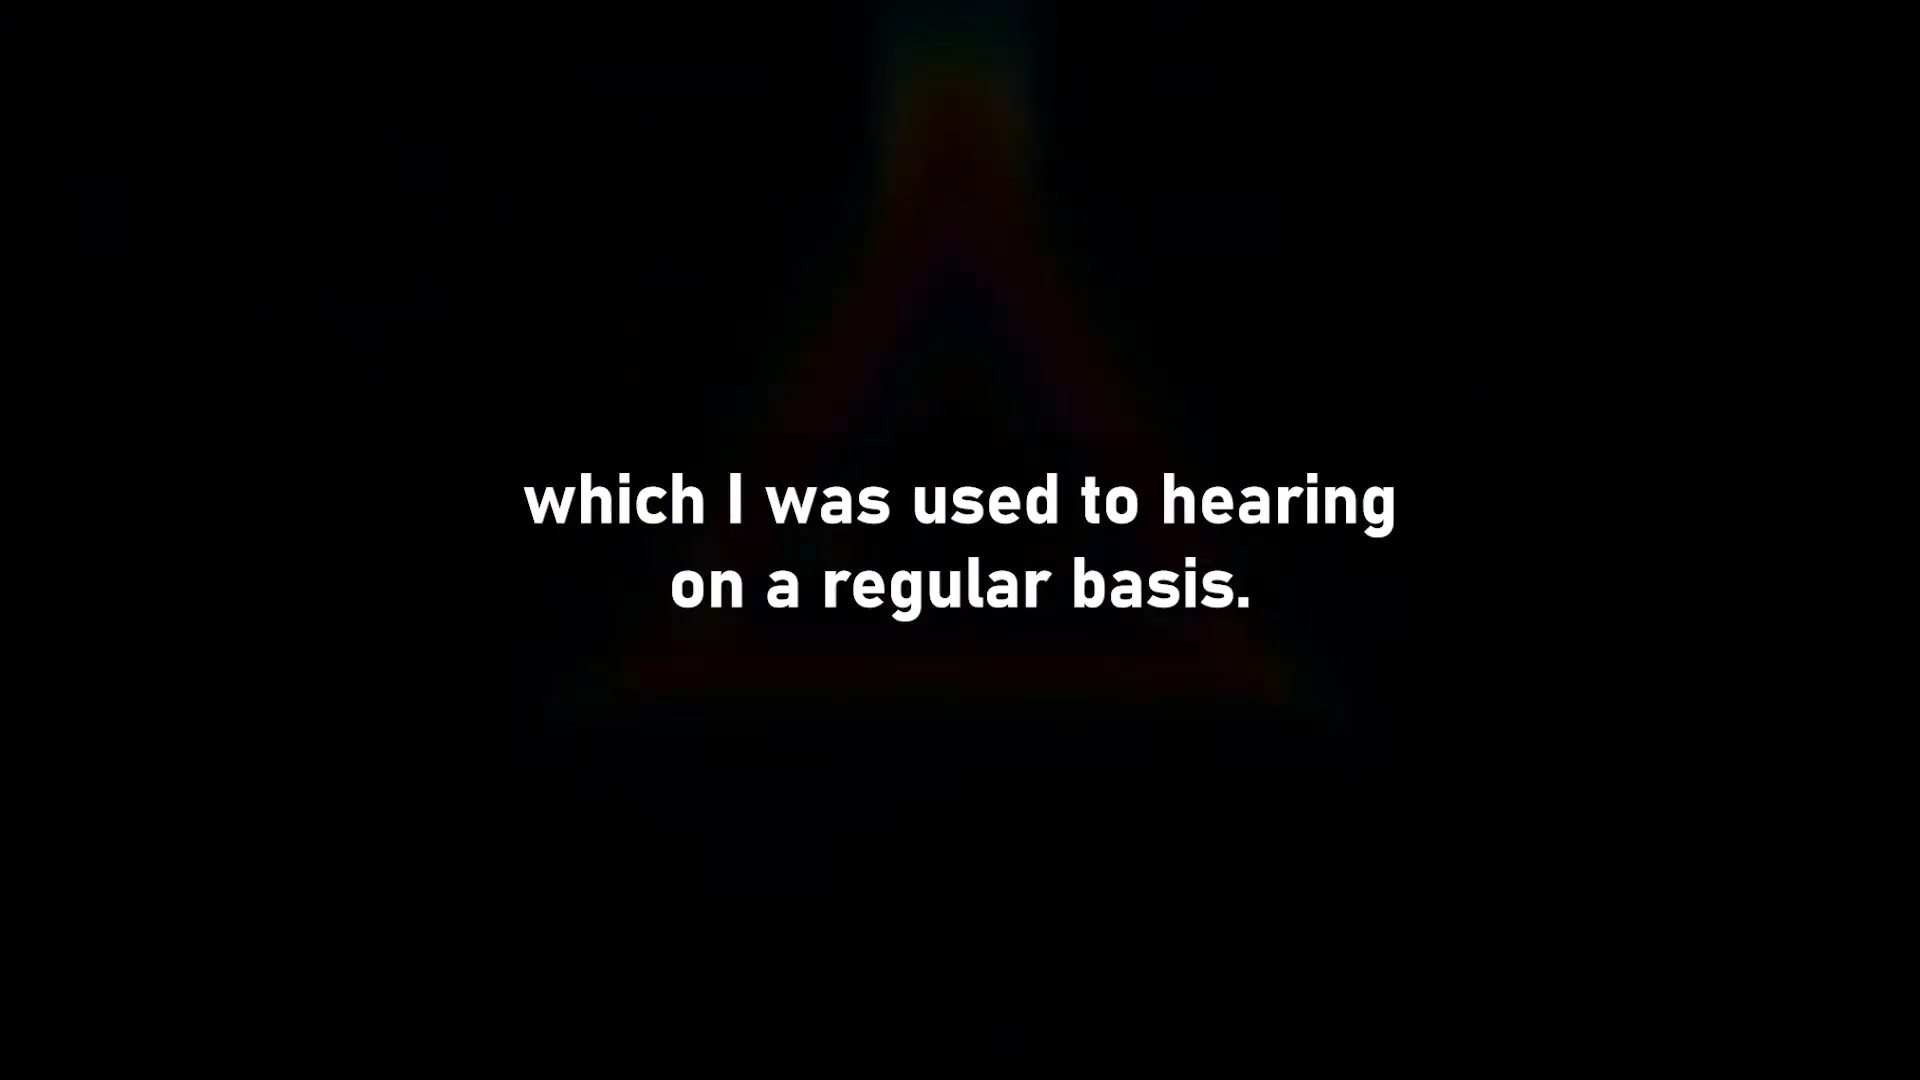 which I was used to hearing
on a regular basis.